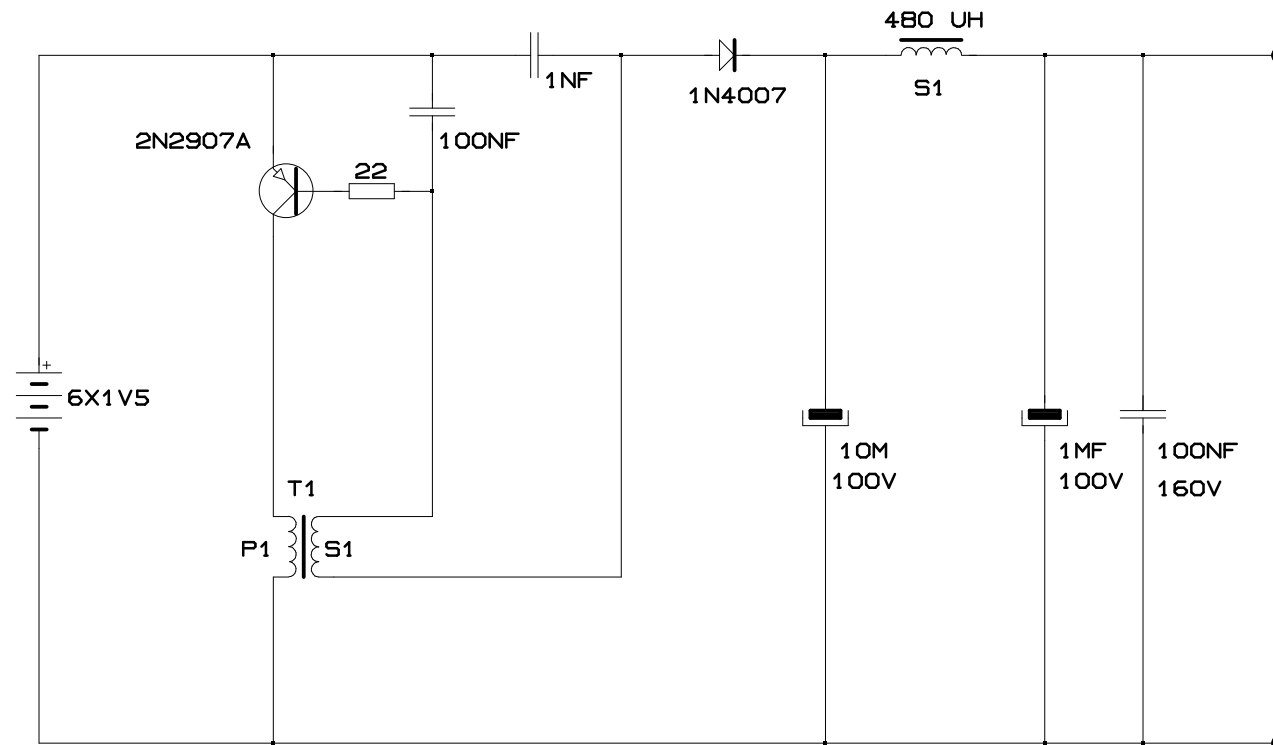 480 UH
S1
1NF
1N4007
2N2907A
100NF
22
+
6X1V5
10M
100V
1MF
100V
100NF
160V
T1
P1
S1